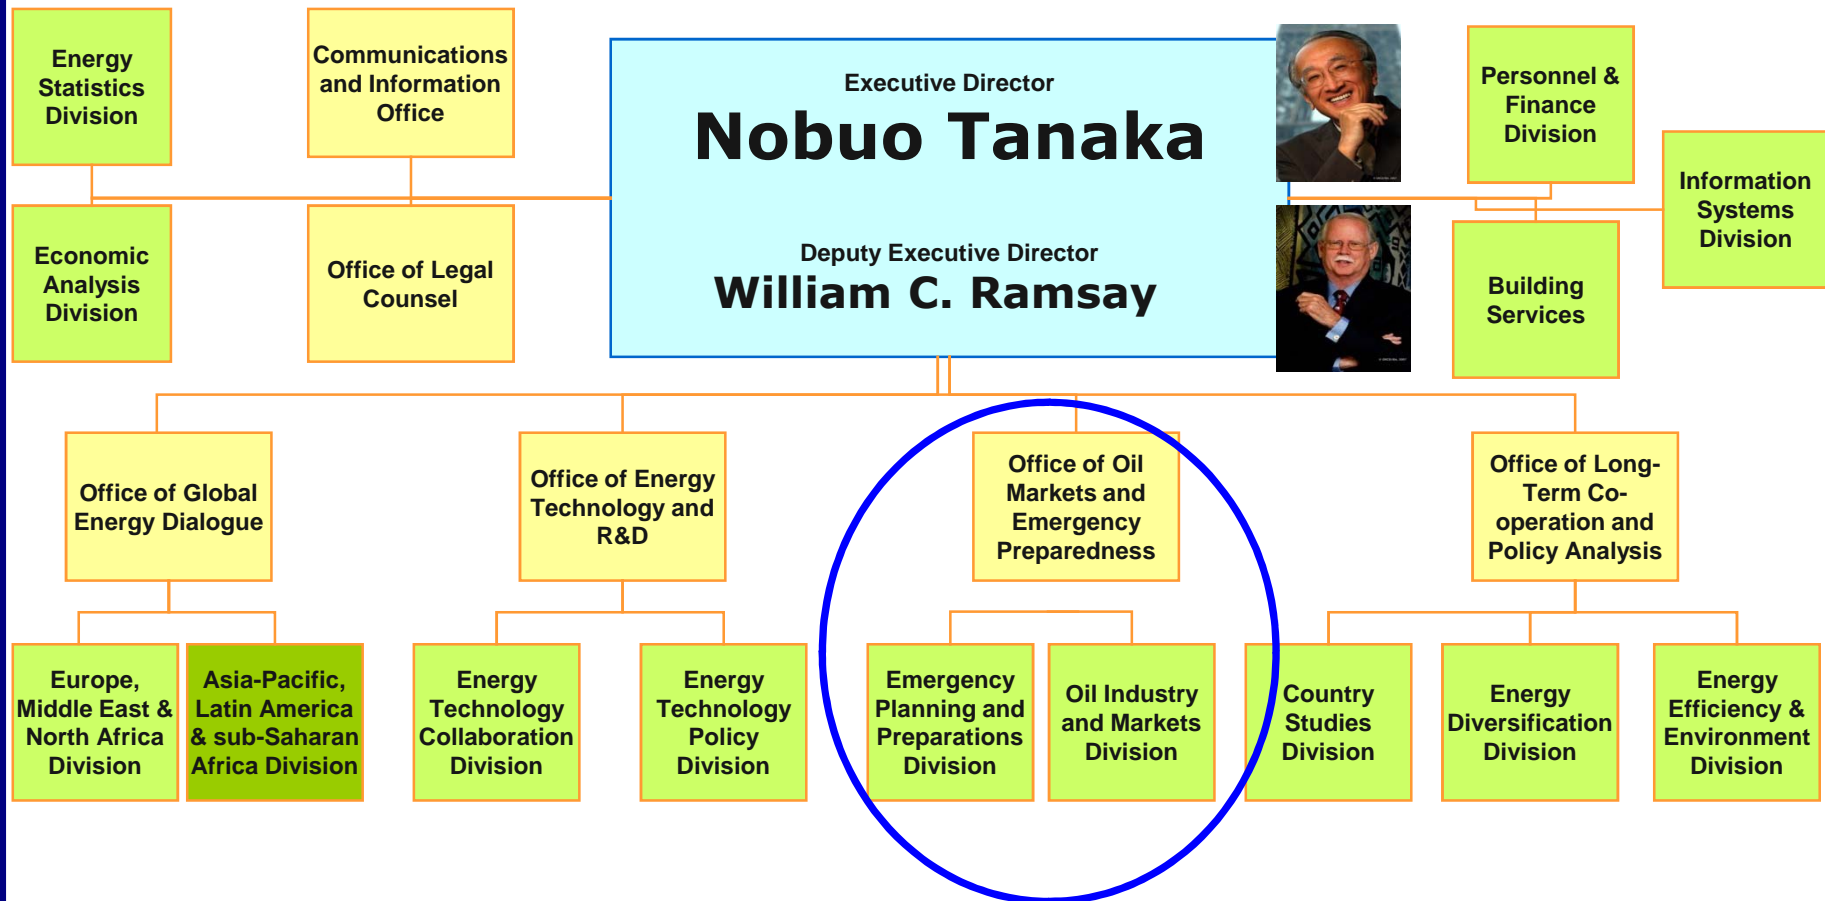 Energy
Statistics
Division
Communications
and Information
Office
Executive Director
Nobuo Tanaka
Deputy Executive Director
William C. Ramsay
Personnel &
Finance
Division
Information
Systems
Division
Economic
Analysis
Division
Office of Legal
Counsel
Building
Services
Office of Global
Energy Dialogue
Office of Energy
Technology and
R&D
Office of Oil
Markets and
Emergency
Preparedness
Office of Long-
Term Co-
operation and
Policy Analysis
Europe,
Middle East &
North Africa
Division
Asia-Pacific,
Latin America
& sub-Saharan
Africa Division
Energy
Technology
Collaboration
Division
Energy
Technology
Policy
Division
Emergency
Planning and
Preparations
Division
Oil Industry
and Markets
Division
Country
Studies
Division
Energy
Diversification
Division
Energy
Efficiency &
Environment
Division